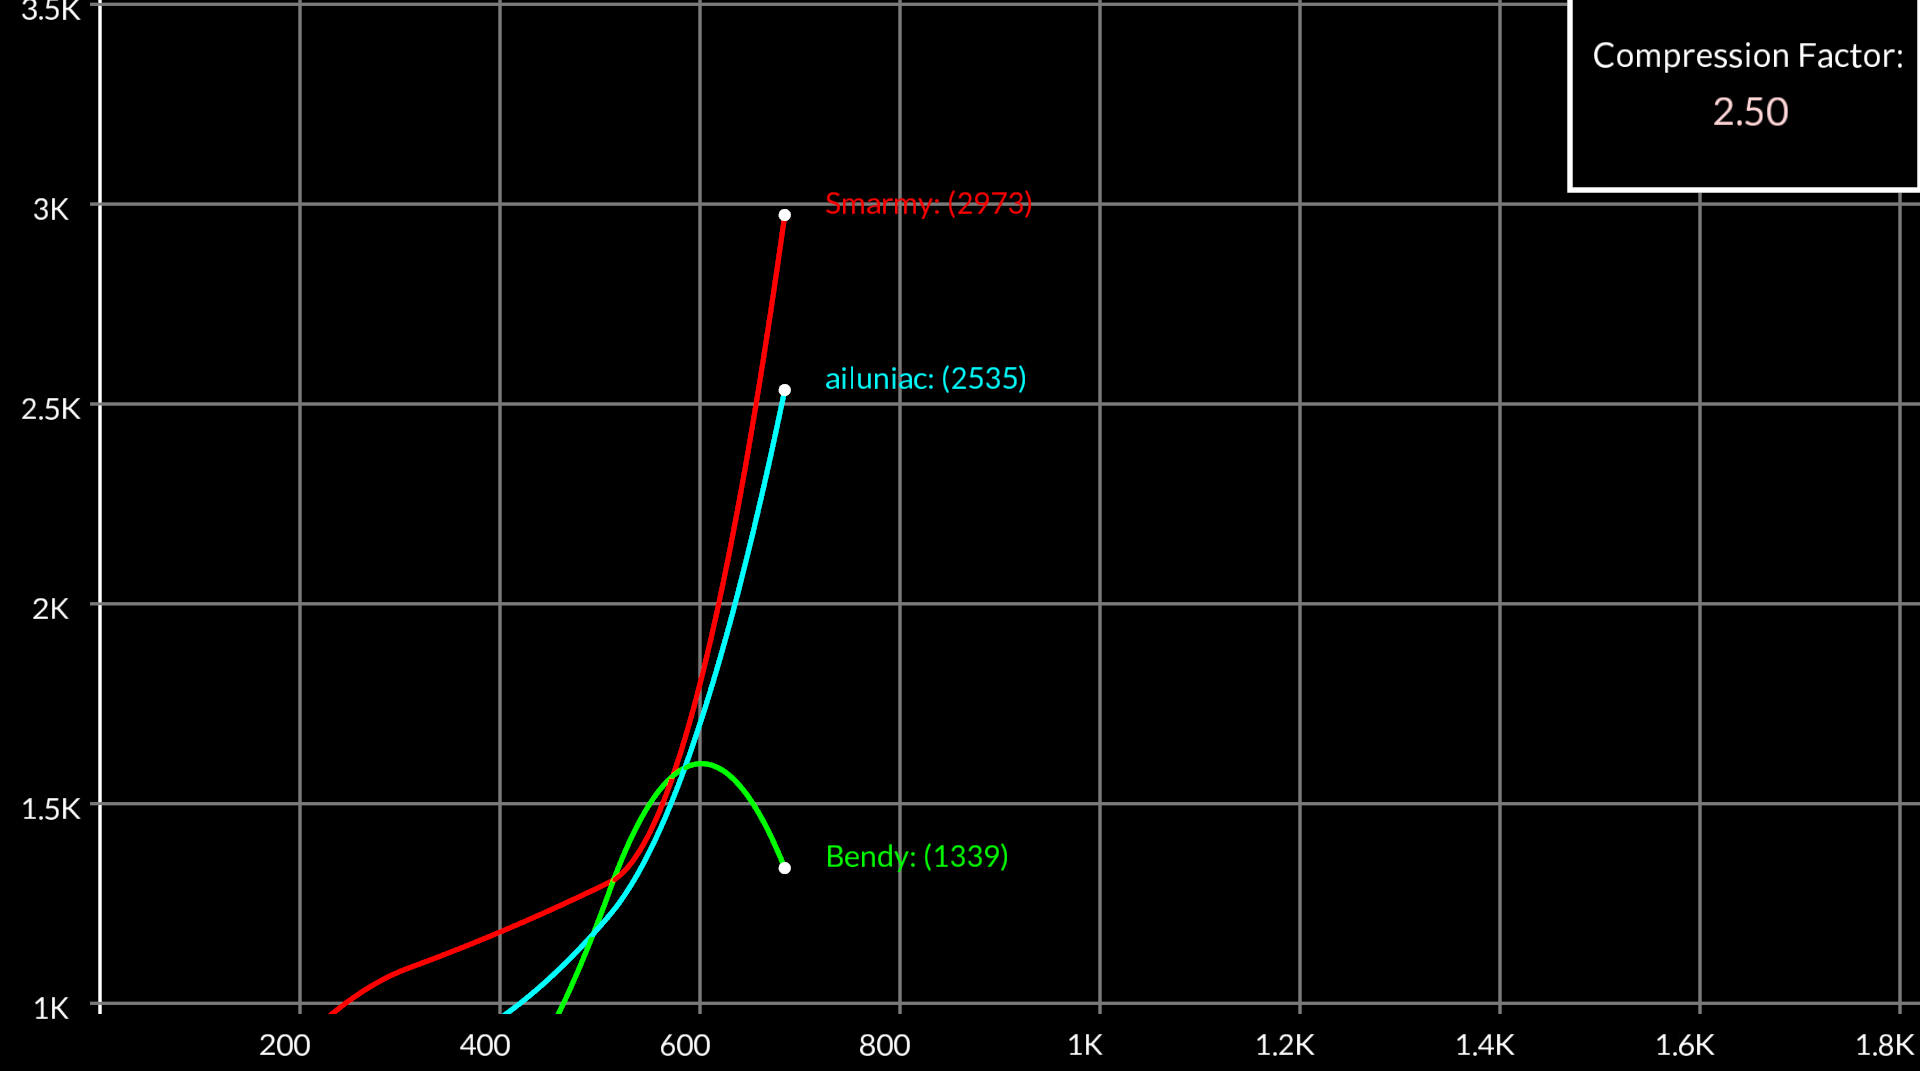 3.5K
Compression Factor:
2.50
3K
Smarmy: (2973)
ailuniac: (2535)
2.5K
2K
1.5K
Bendy: (1339)
1K
200 400 600 800 1K 1.2K 1.4K 1.6K 1.8K